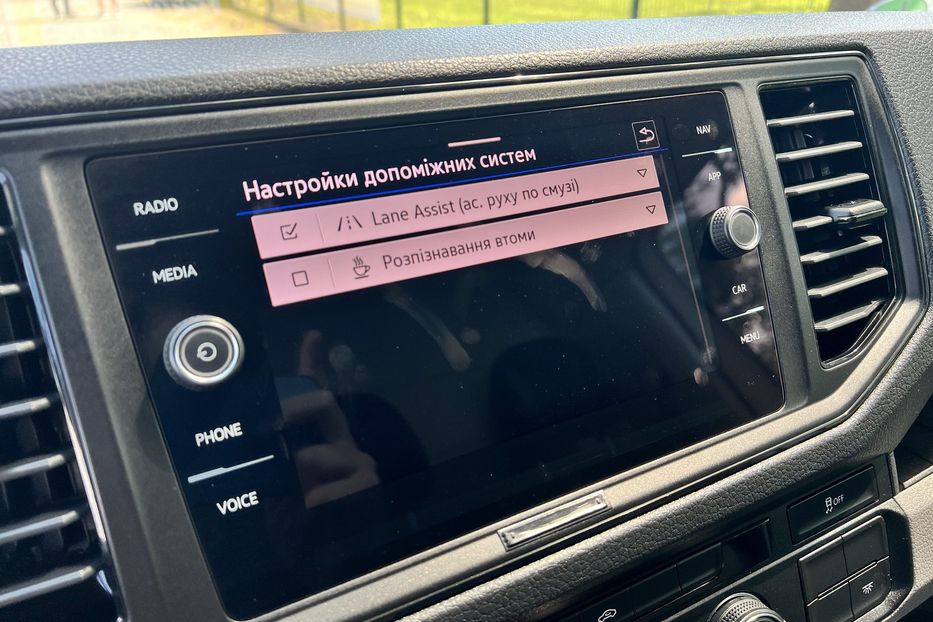 Настройки допоміжних систем
Lane Assist (ас. руху по смузі)
Розпізнавання втоми
RADIO
MEDIA
PHONE
VOICE
NAV
APP
CAR
MENU
OFF